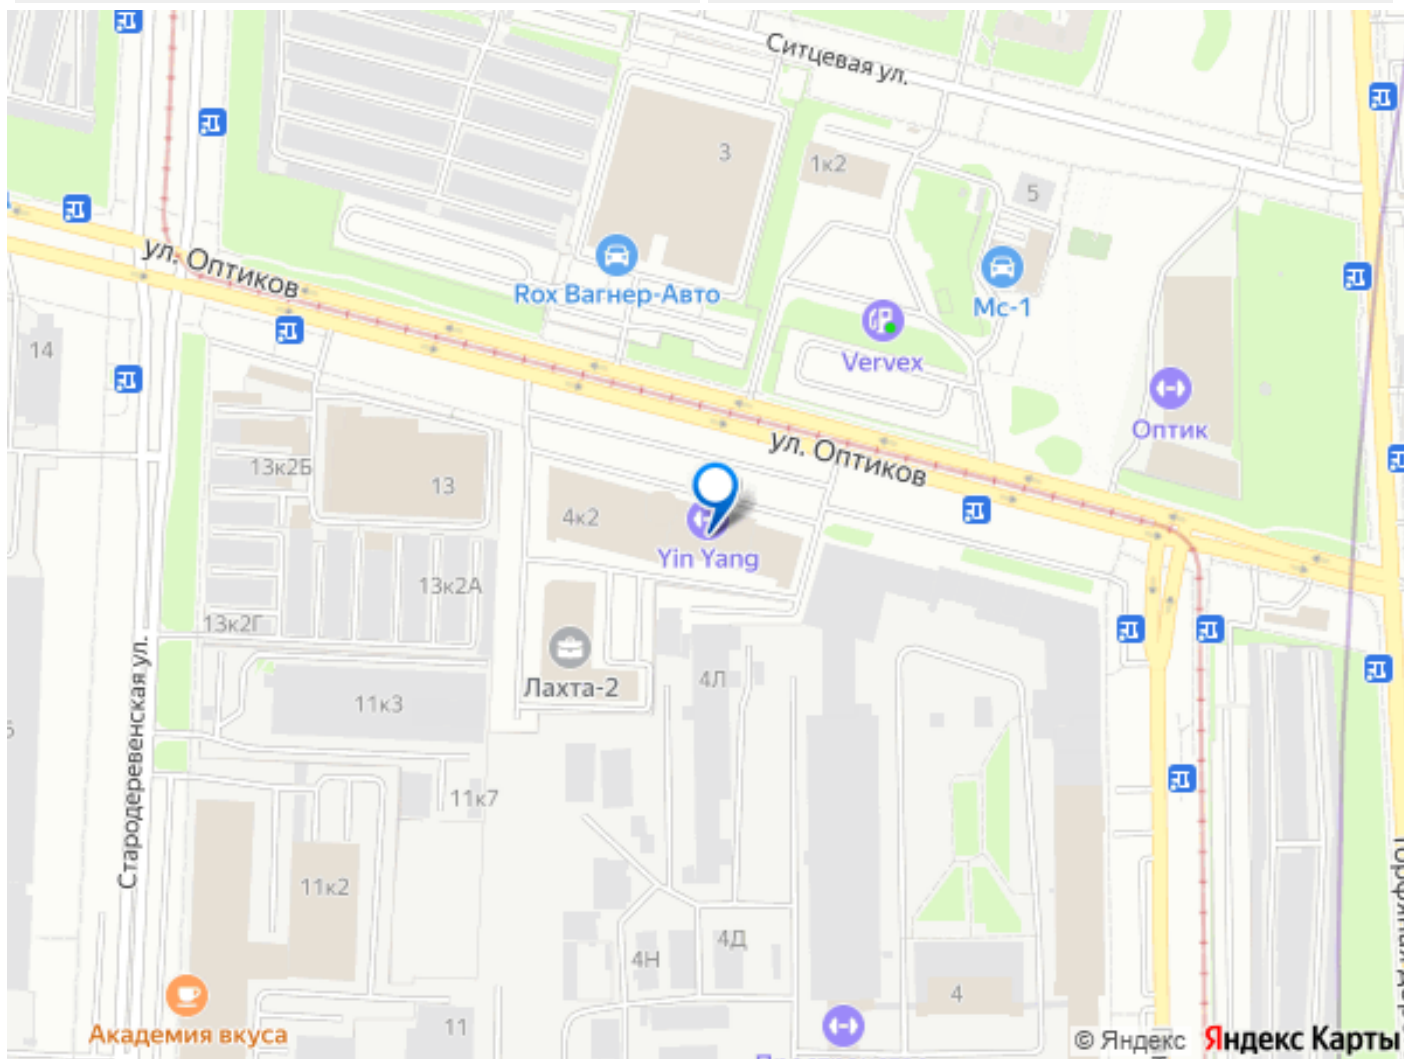 Ситцевая ул.
3
1к2
5
ул. Оптиков
Rox Вагнер-Авто
Мс-1
Vervex
14
Оптик
ул. Оптиков
13к2Б
13
4к2
Yin Yang
13к2А
13к2Г
Стародеревенская ул.
Лахта-2
4Л
11к3
11к7
11к2
4Д
4Н
4
Академия вкуса
11
© Яндекс Яндекс Карты